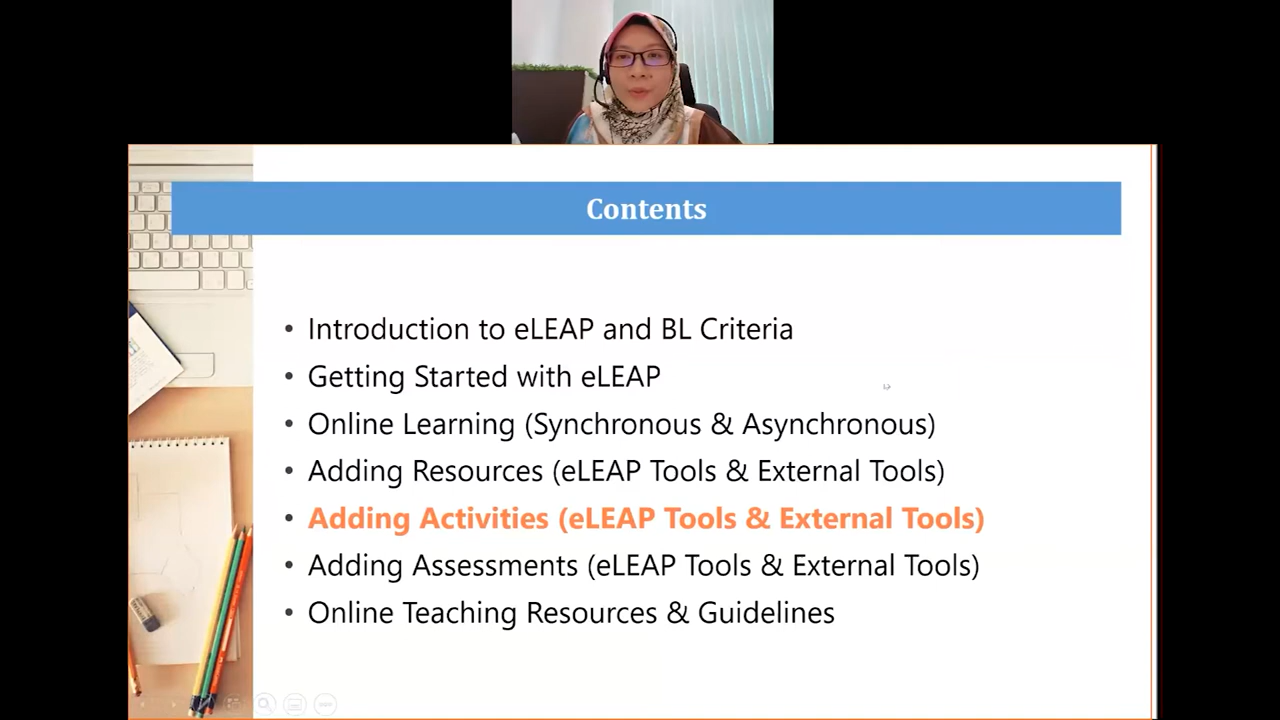 Contents
• Introduction to eLEAP and BL Criteria
• Getting Started with eLEAP
• Online Learning (Synchronous & Asynchronous)
• Adding Resources (eLEAP Tools & External Tools)
• Adding Activities (eLEAP Tools & External Tools)
• Adding Assessments (eLEAP Tools & External Tools)
• Online Teaching Resources & Guidelines